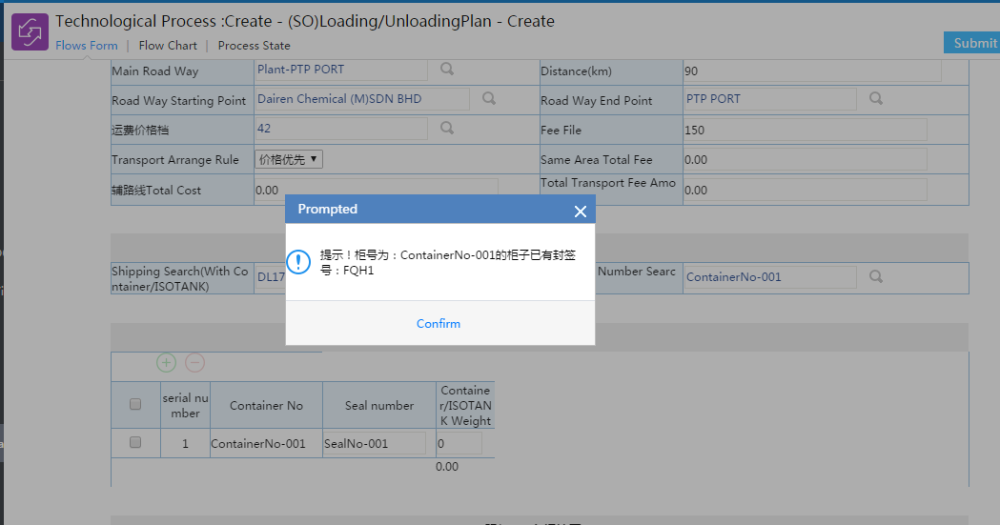 Technological Process :Create - (SO)Loading/UnloadingPlan - Create
Flows Form | Flow Chart | Process State
Submit
Main Road Way Plant-PTP PORT Distance(km) 90
Road Way Starting Point Dairen Chemical (M)SDN BHD Road Way End Point PTP PORT
运费价格档 42 Fee File 150
Transport Arrange Rule 价格优先 Same Area Total Fee 0.00
辅路线Total Cost 0.00 Total Transport Fee Amo 0.00
Prompted
提示！柜号为：ContainerNo-001的柜子已有封签
号：FQH1
Confirm
Shipping Search(With Co
ntainer/ISOTANK) DL17 Number Searc ContainerNo-001
serial nu
mber Container No Seal number Containe
r/ISOTAN
K Weight
1 ContainerNo-001 SealNo-001 0
0.00